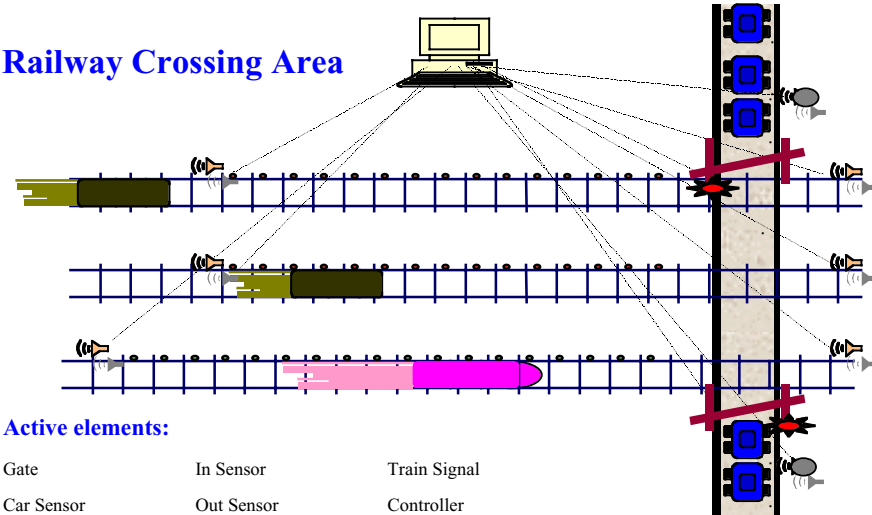 Railway Crossing Area
Active elements:
Gate In Sensor Train Signal
Car Sensor Out Sensor Controller